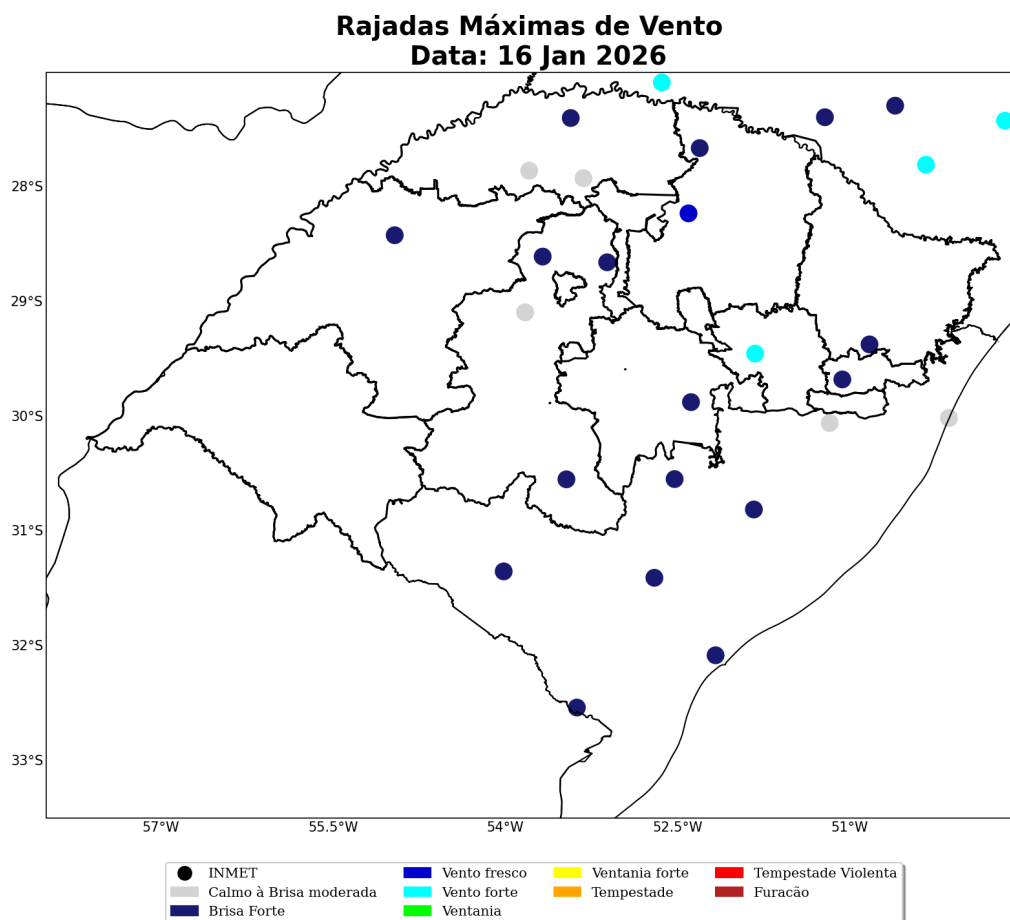 Rajadas Máximas de Vento
Data: 16 Jan 2026
28°S
29°S
30°S
31°S
32°S
33°S
57°W
55.5°W
54°W
52.5°W
51°W
INMET
Calmo à Brisa moderada
Brisa Forte
Vento fresco
Vento forte
Ventania
Ventania forte
Tempestade
Tempestade Violenta
Furacão